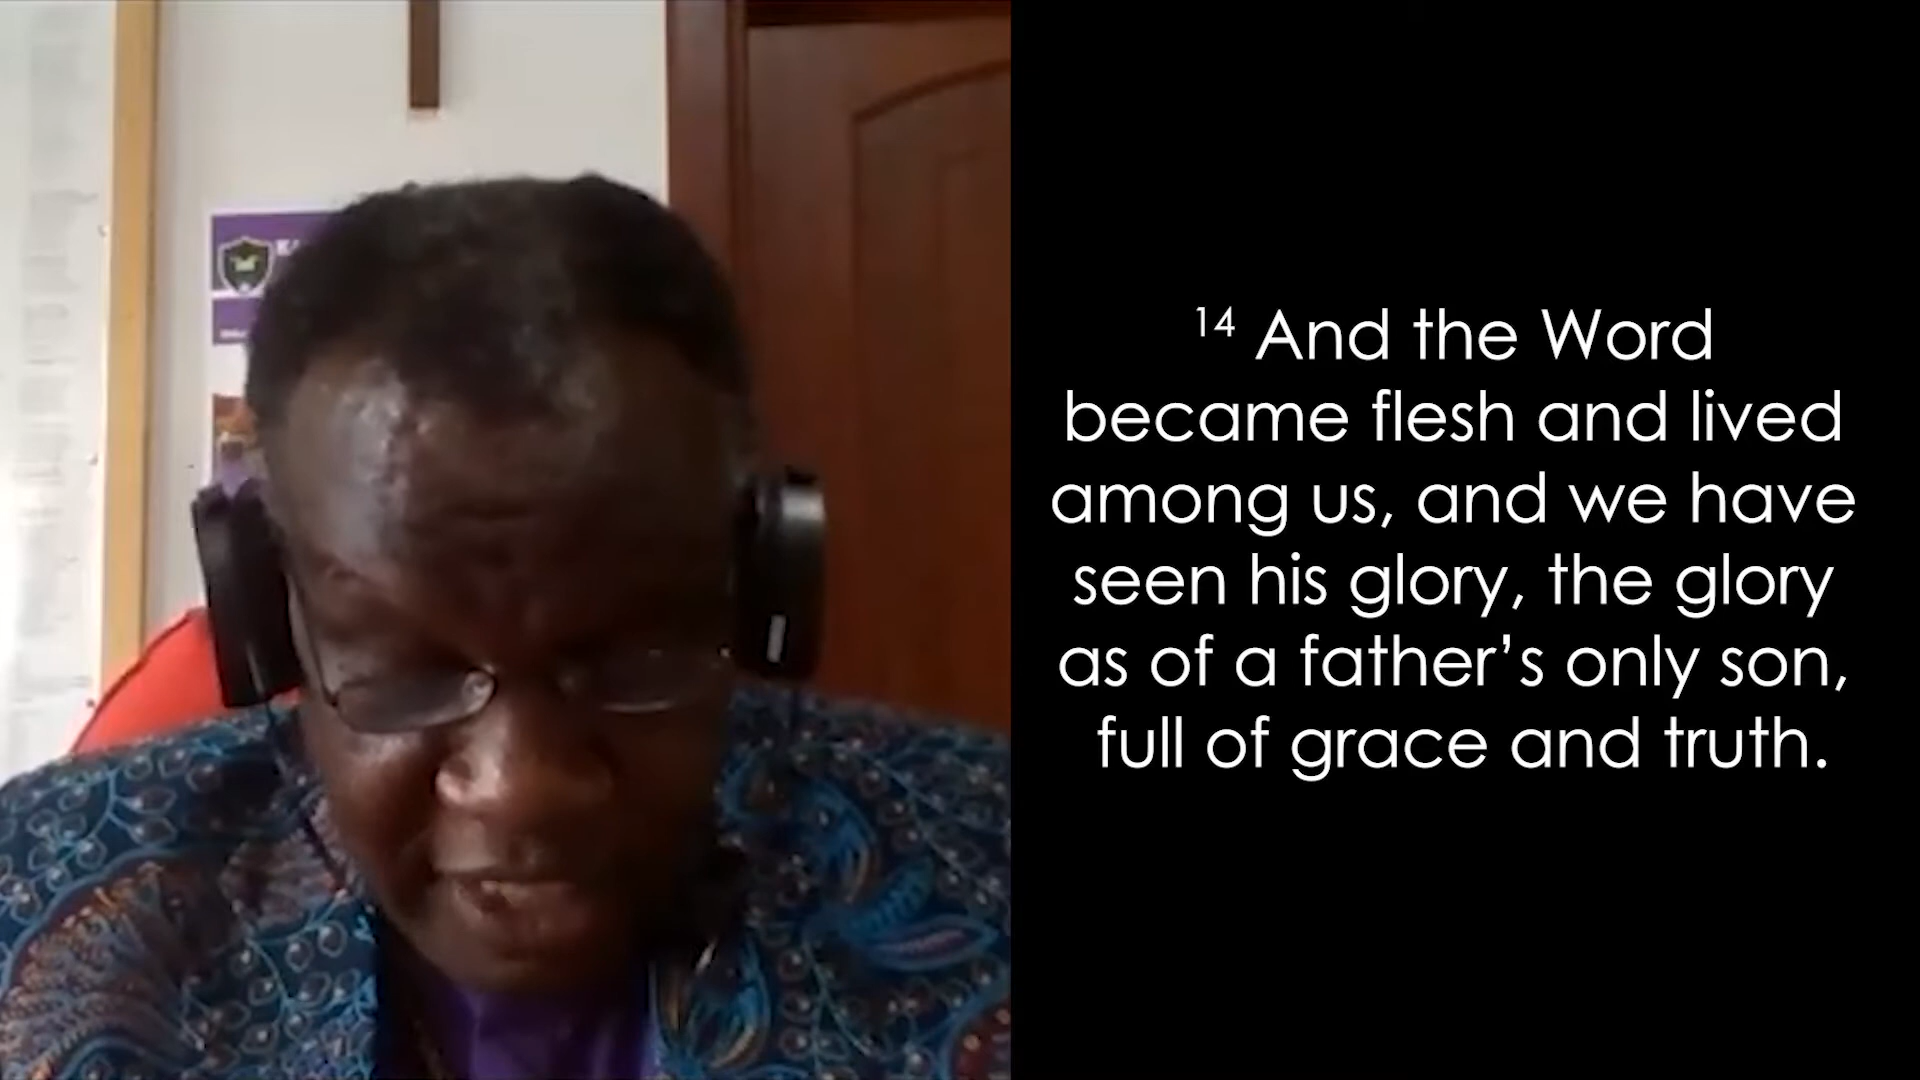 ¹⁴ And the Word
became flesh and lived
among us, and we have
seen his glory, the glory
as of a father’s only son,
full of grace and truth.